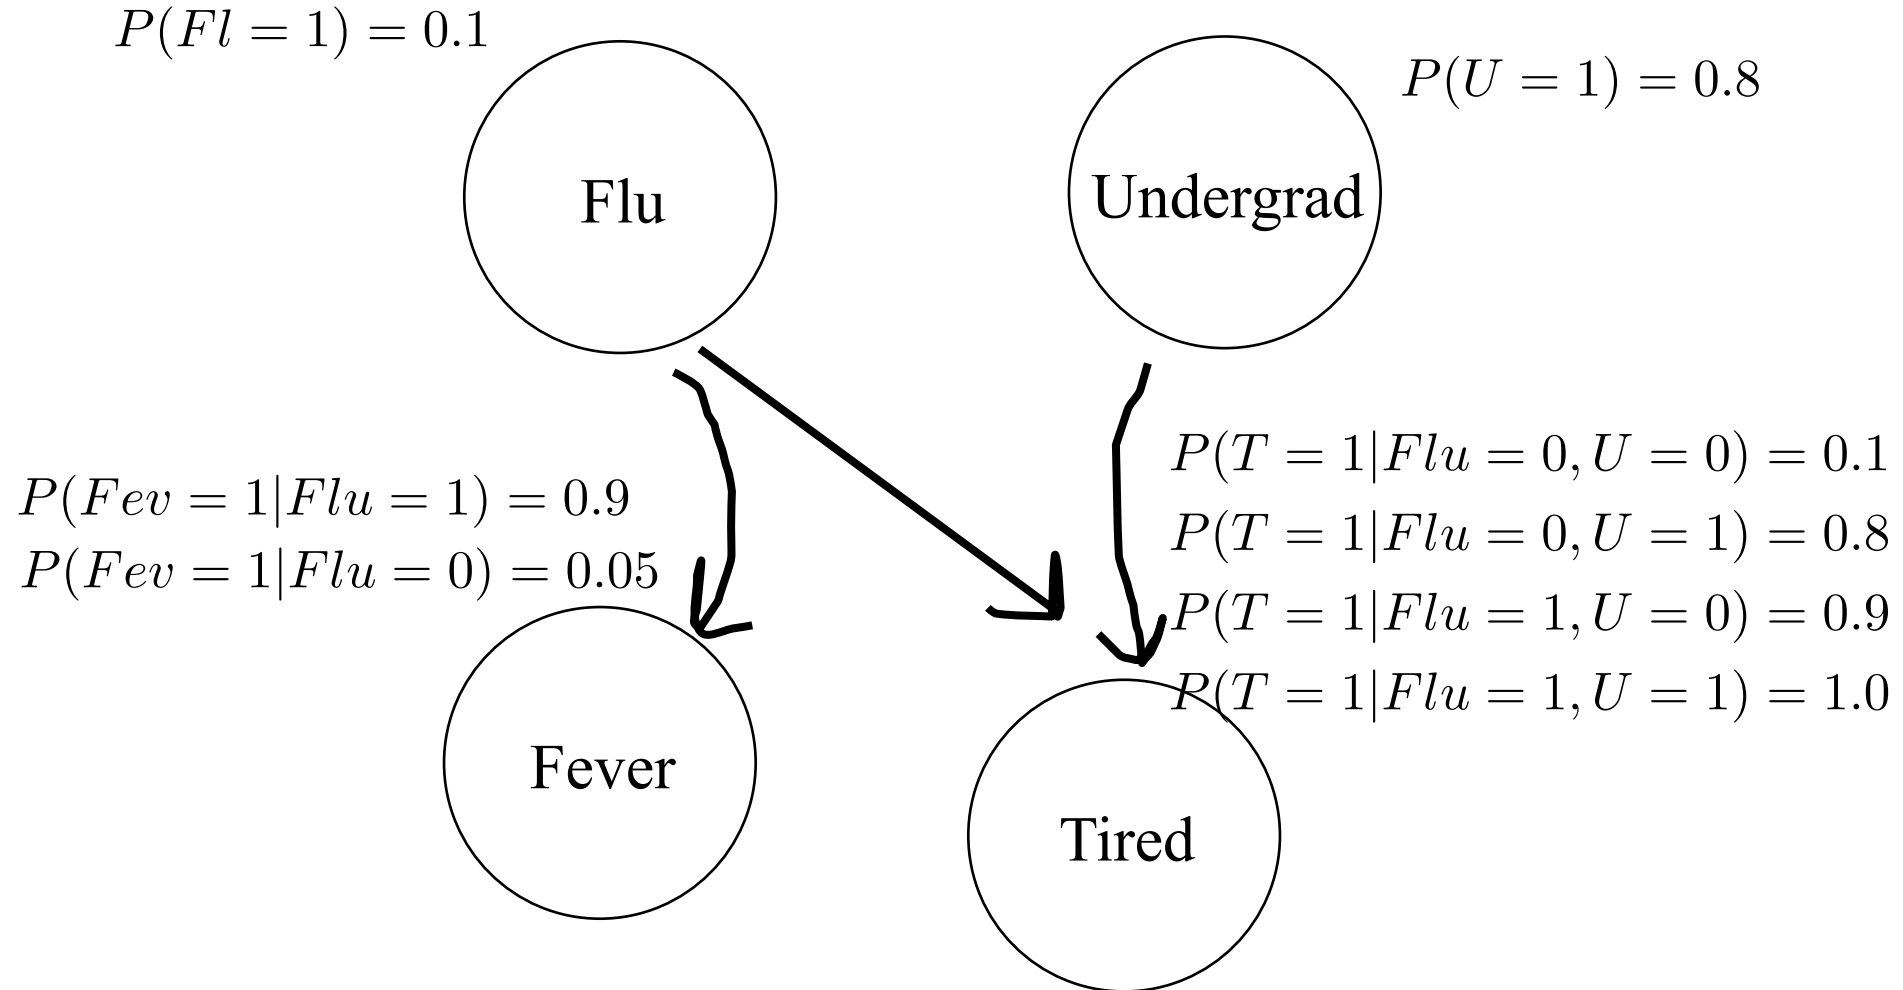 P(Fl = 1) = 0.1
P(U = 1) = 0.8
Flu
Undergrad
P(Fev = 1|Flu = 1) = 0.9
P(Fev = 1|Flu = 0) = 0.05
P(T = 1|Flu = 0, U = 0) = 0.1
P(T = 1|Flu = 0, U = 1) = 0.8
P(T = 1|Flu = 1, U = 0) = 0.9
P(T = 1|Flu = 1, U = 1) = 1.0
Fever
Tired